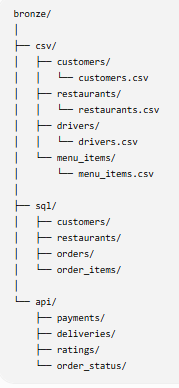 bronze/
│
├── csv/
│   ├── customers/
│   │   └── customers.csv
│   ├── restaurants/
│   │   └── restaurants.csv
│   ├── drivers/
│   │   └── drivers.csv
│   └── menu_items/
│       └── menu_items.csv
│
├── sql/
│   ├── customers/
│   ├── restaurants/
│   ├── orders/
│   └── order_items/
│
└── api/
    ├── payments/
    ├── deliveries/
    ├── ratings/
    └── order_status/